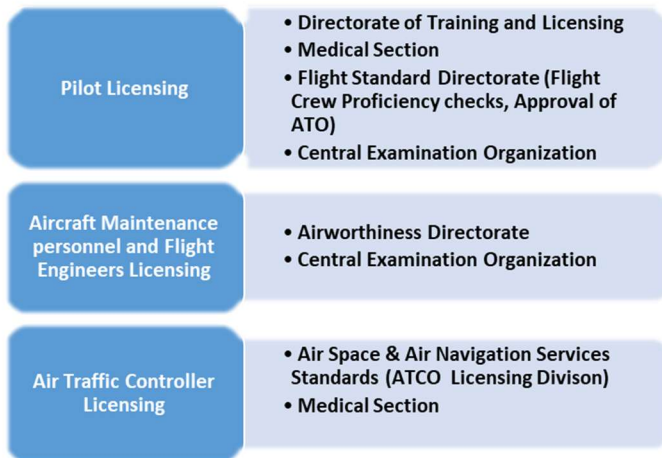 Pilot Licensing
• Directorate of Training and Licensing
• Medical Section
• Flight Standard Directorate (Flight
Crew Proficiency checks, Approval of
ATO)
• Central Examination Organization
Aircraft Maintenance
personnel and Flight
Engineers Licensing
• Airworthiness Directorate
• Central Examination Organization
Air Traffic Controller
Licensing
• Air Space & Air Navigation Services
Standards (ATCO Licensing Divison)
• Medical Section